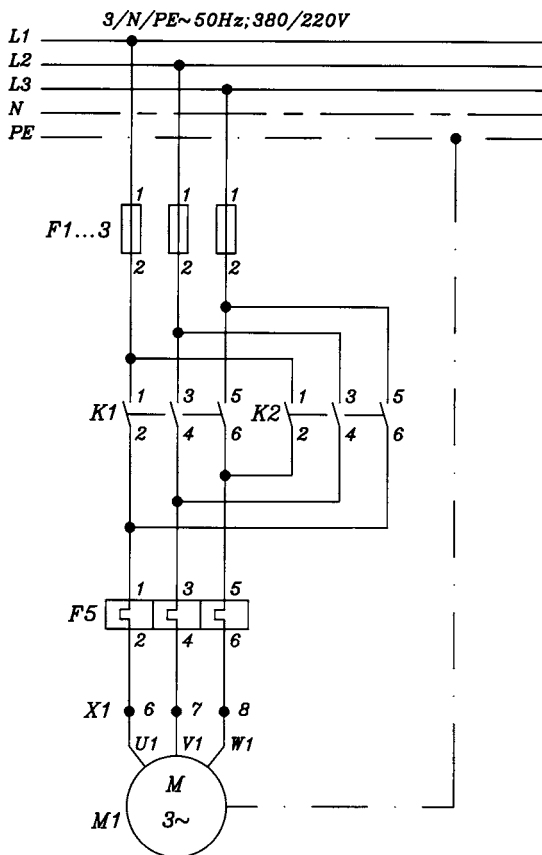 3/N/PE~50Hz;380/220V
L1
L2
L3
N
PE
1 1 1
F1...3
2 2 2
1 3 5 1 3 5
K1 K2
2 4 6 2 4 6
1 3 5
F5
2 4 6
X1 6 7 8
U1 V1 W1
M
M1
3~